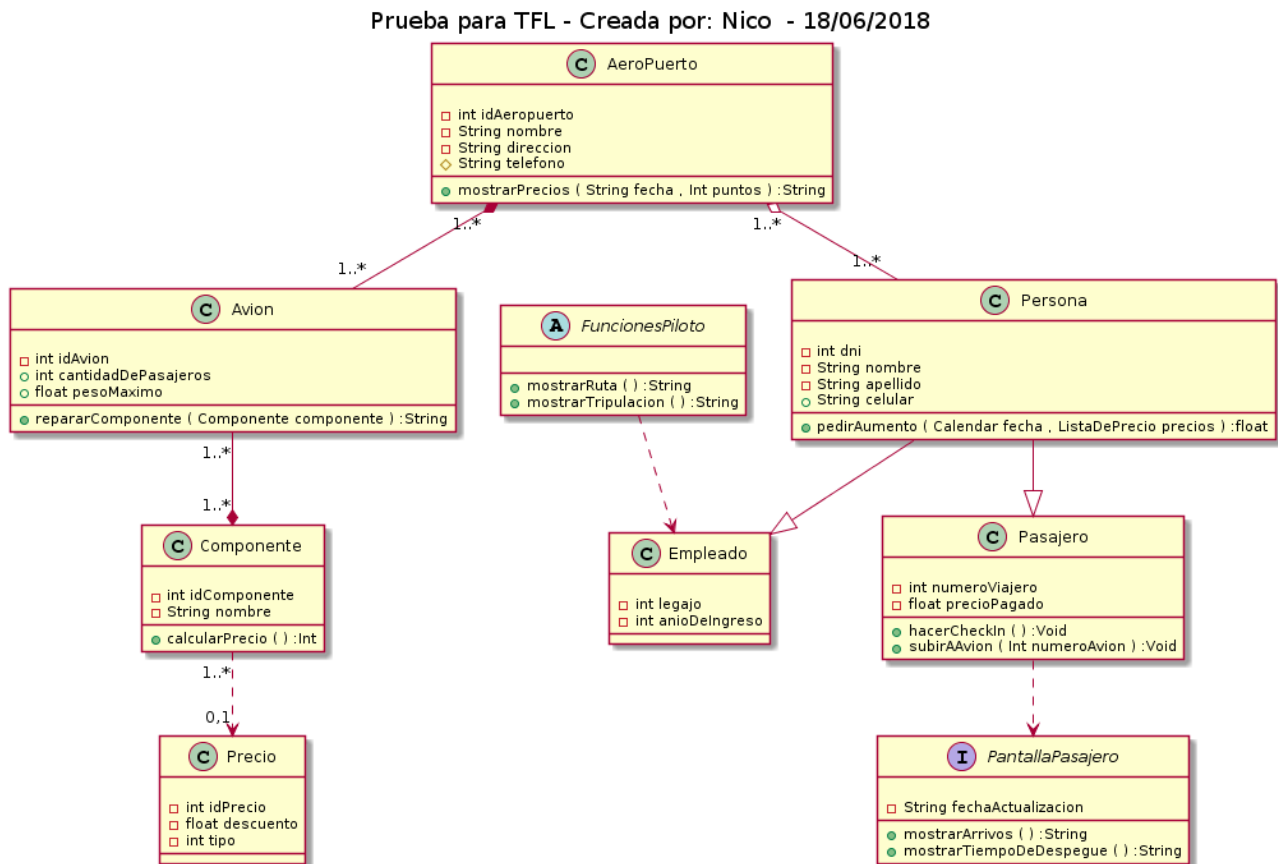 Prueba para TFL - Creada por: Nico - 18/06/2018
C AeroPuerto
int idAeropuerto
String nombre
String direccion
String telefono
mostrarPrecios ( String fecha , Int puntos ) :String
1..*
1..*
1..*
1..*
C Avion
int idAvion
int cantidadDePasajeros
float pesoMaximo
repararComponente ( Componente componente ) :String
A FuncionesPiloto
mostrarRuta ( ) :String
mostrarTripulacion ( ) :String
C Persona
int dni
String nombre
String apellido
String celular
pedirAumento ( Calendar fecha , ListaDePrecio precios ) :float
1..*
1..*
C Componente
int idComponente
String nombre
calcularPrecio ( ) :Int
C Empleado
int legajo
int anioDeIngreso
C Pasajero
int numeroViajero
float precioPagado
hacerCheckIn ( ) :Void
subirAAvion ( Int numeroAvion ) :Void
1..*
0,1
C Precio
int idPrecio
float descuento
int tipo
I PantallaPasajero
String fechaActualizacion
mostrarArrivos ( ) :String
mostrarTiempoDeDespegue ( ) :String